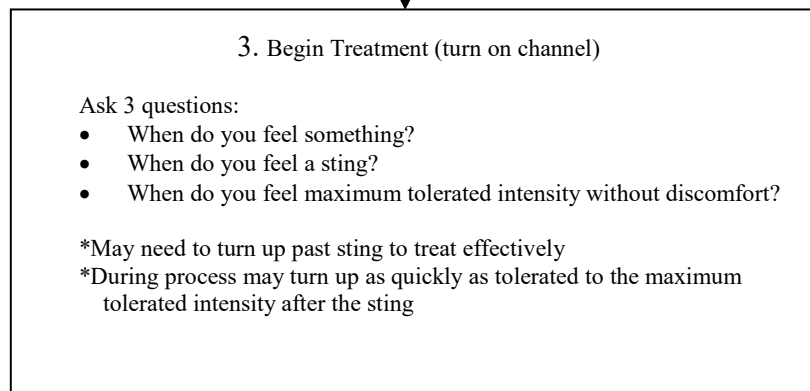 3. Begin Treatment (turn on channel)
Ask 3 questions:
• When do you feel something?
• When do you feel a sting?
• When do you feel maximum tolerated intensity without discomfort?
*May need to turn up past sting to treat effectively
*During process may turn up as quickly as tolerated to the maximum
tolerated intensity after the sting